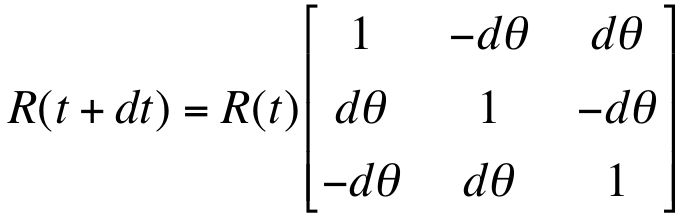 R(t + dt) = R(t) [ 1 −dθ dθ
dθ 1 −dθ
−dθ dθ 1 ]